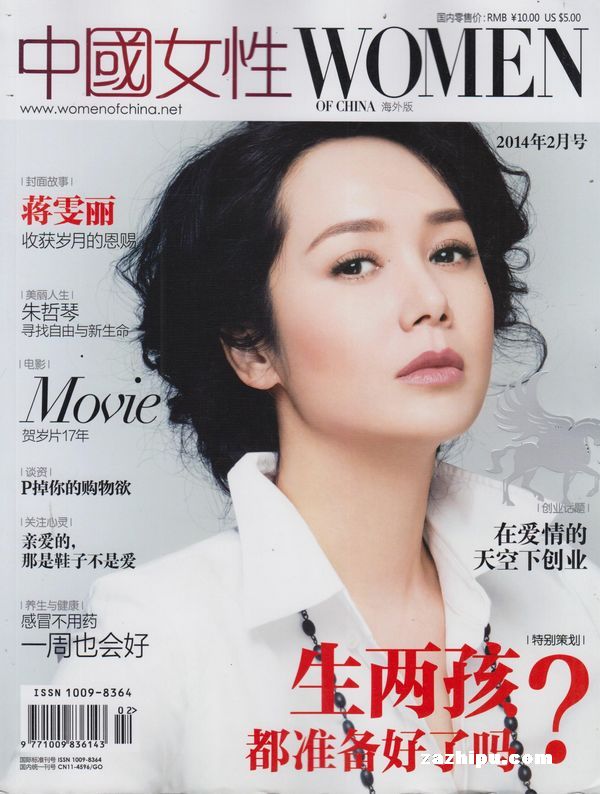 国内零售价:RMB ¥10.00 US $5.00
中國女性 WOMEN
www.womenofchina.net
OF CHINA 海外版
2014年2月号
封面故事
蒋雯丽
收获岁月的恩赐
美丽人生
朱哲琴
寻找自由与新生命
电影
Movie
贺岁片17年
谈资
P掉你的购物欲
关注心灵
亲爱的,
那是鞋子不是爱
创业话题
在爱情的
天空下创业
养生与健康
感冒不用药
一周也会好
特别策划
生两孩
都准备好了吗?
ISSN 1009-8364
02>
9 771009 836143
国际标准刊号 ISSN 1009-8364
国内统一刊号 CN11-4596/GO
zazhipu.com